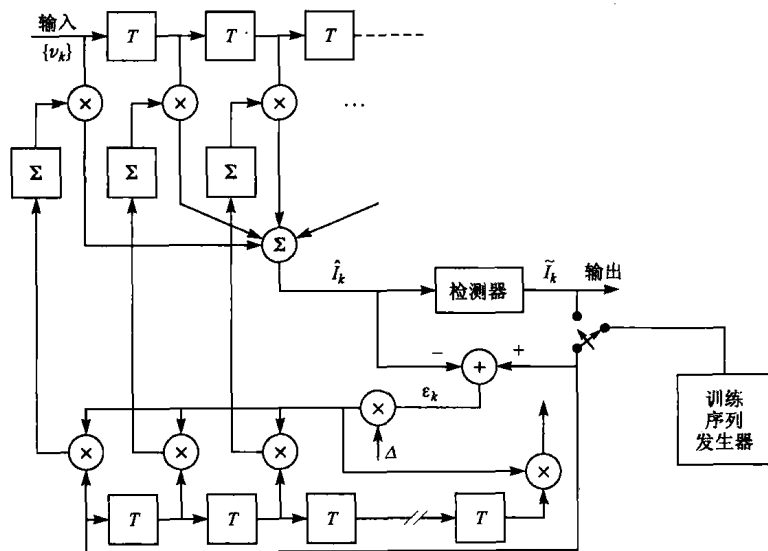 输入
{v_k}
T
T
T
×
×
×
…
Σ
Σ
Σ
Σ
Î_k
检测器
Ĩ_k
输出
−
+
+
ε_k
×
Δ
×
×
×
×
训练
序列
发生器
T
T
T
T